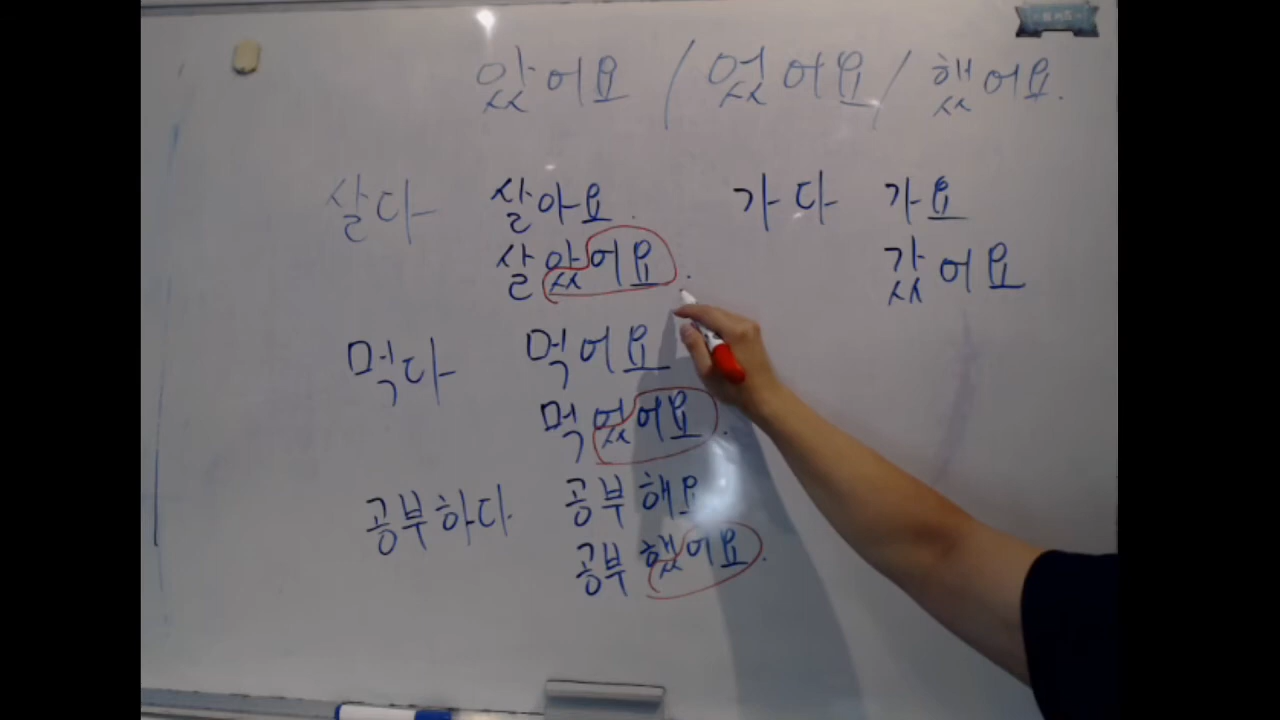 았어요 / 었어요 / 했어요.
살다 살아요. 가다 가요
살았어요. 갔어요
먹다 먹어요
먹었어요.
공부하다 공부해요
공부했어요.